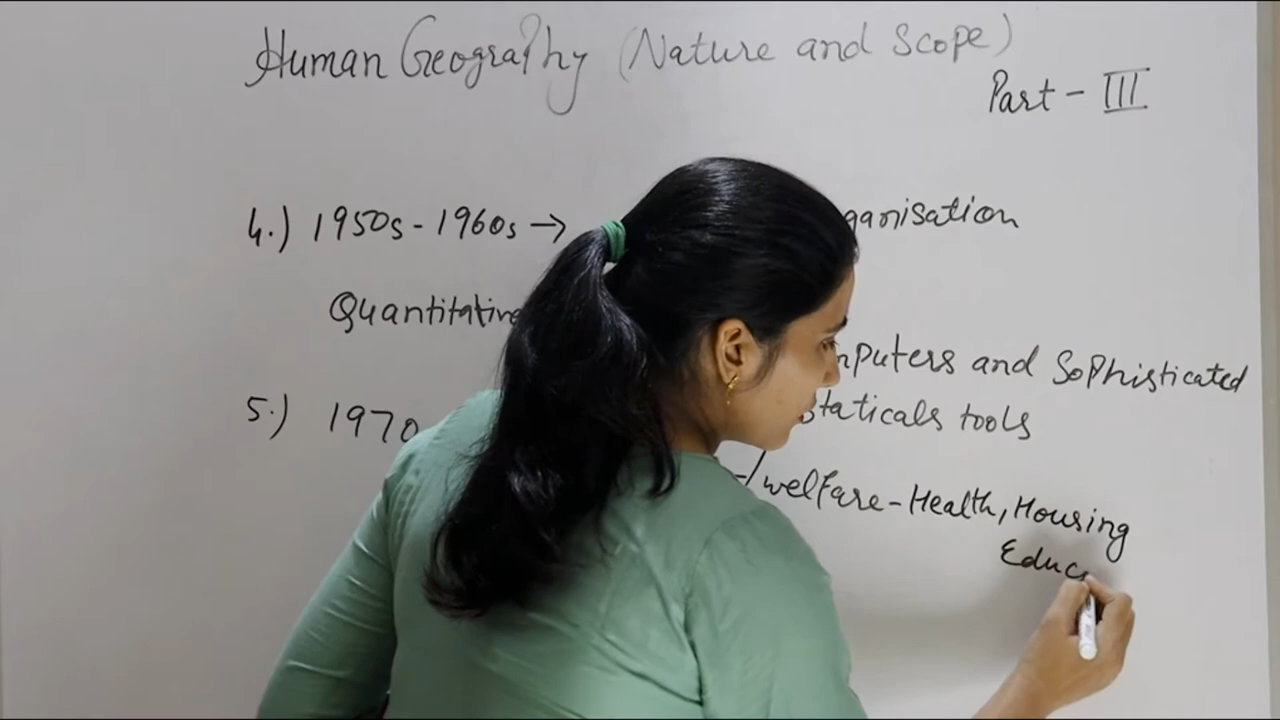 Human Geography (Nature and Scope)
Part - III
4.) 1950s - 1960s → ganisation
Quantitative
mputers and Sophisticated
5.) 1970 Staticals tools
/welfare - Health, Housing
Educ